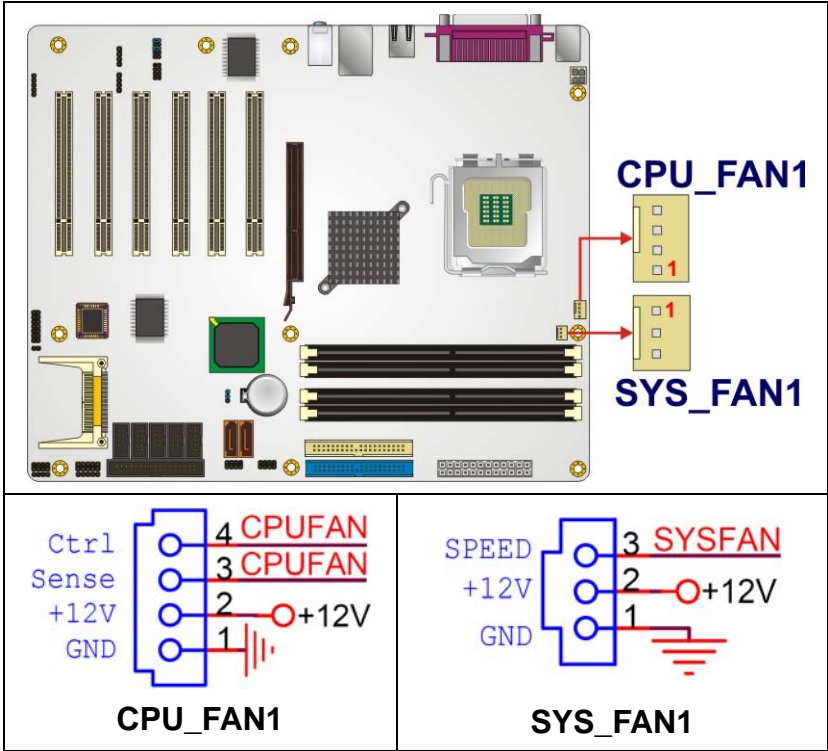 CPU_FAN1
1
1
SYS_FAN1
Ctrl 4 CPUFAN
Sense 3 CPUFAN
+12V 2 +12V
GND 1
CPU_FAN1
SPEED 3 SYSFAN
+12V 2 +12V
GND 1
SYS_FAN1